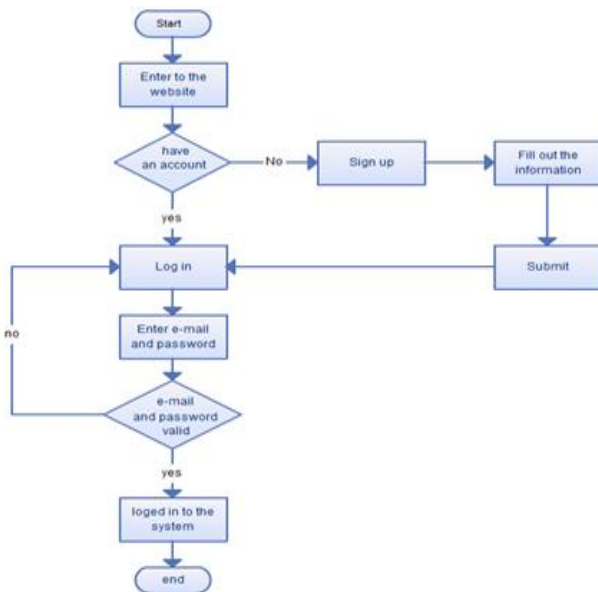 Start
Enter to the
website
have
an account
No
Sign up
Fill out the
information
yes
Log in
Submit
no
Enter e-mail
and password
e-mail
and password
valid
yes
loged in to the
system
end